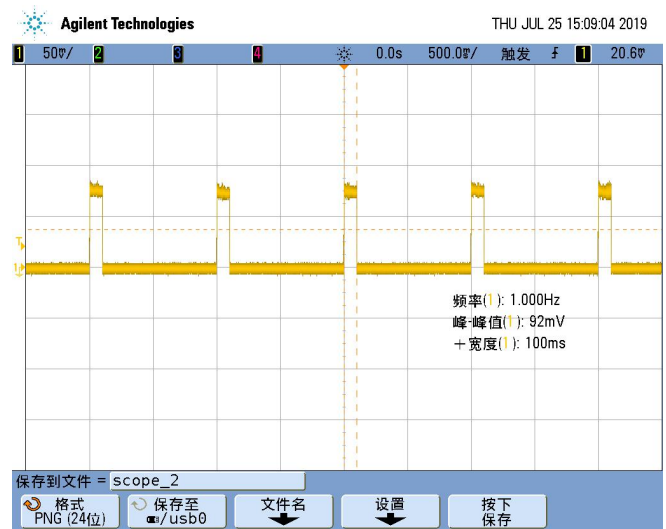 Agilent Technologies THU JUL 25 15:09:04 2019
1 50mV/ 2 3 4 0.0s 500.0ms/ 触发 1 20.6mV
T
1
频率(1): 1.000Hz
峰-峰值(1): 92mV
+宽度(1): 100ms
保存到文件 = scope_2
格式 保存至 文件名 设置 按下
PNG (24位) /usb0 保存